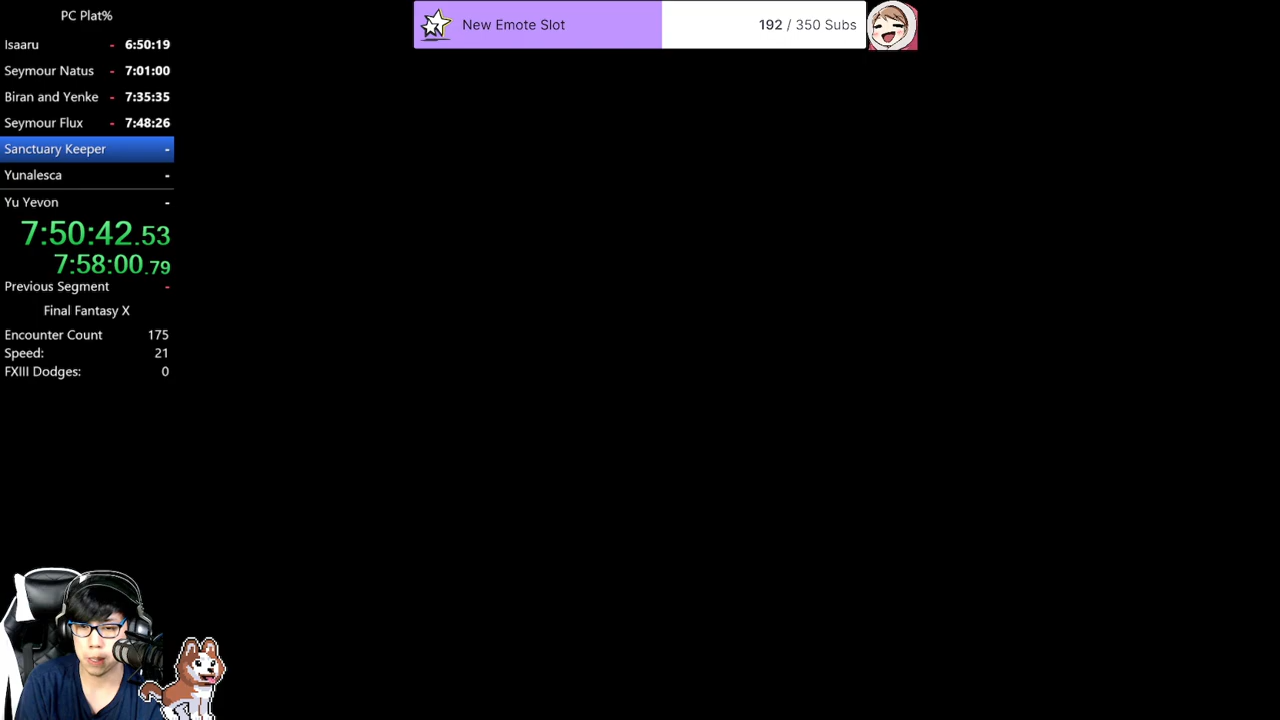 PC Plat%
New Emote Slot 192 / 350 Subs
Isaaru - 6:50:19
Seymour Natus - 7:01:00
Biran and Yenke - 7:35:35
Seymour Flux - 7:48:26
Sanctuary Keeper -
Yunalesca -
Yu Yevon -
7:50:42.53
7:58:00.79
Previous Segment -
Final Fantasy X
Encounter Count 175
Speed: 21
FXIII Dodges: 0